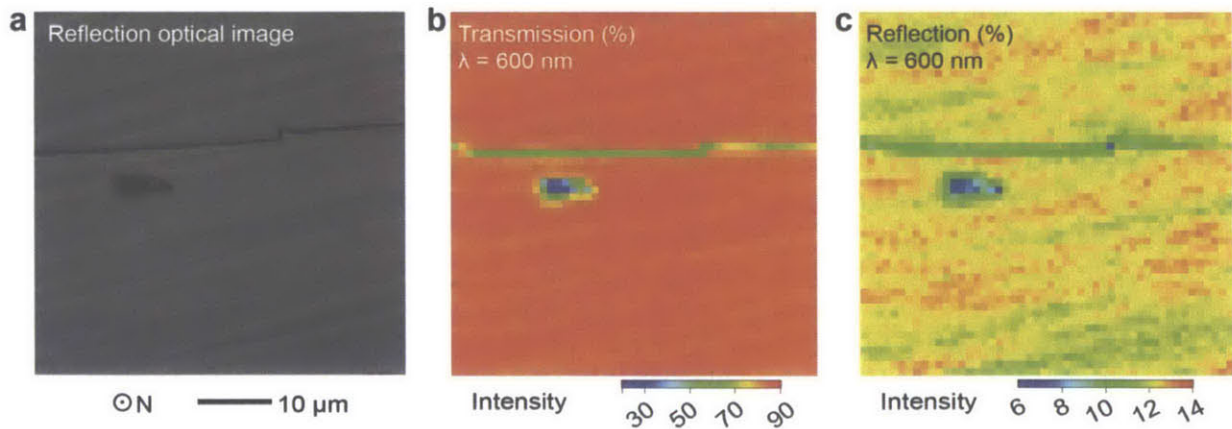 a
Reflection optical image
b
Transmission (%)
λ = 600 nm
c
Reflection (%)
λ = 600 nm
⊙N
10 μm
Intensity
30 50 70 90
Intensity
6 8 10 12 14